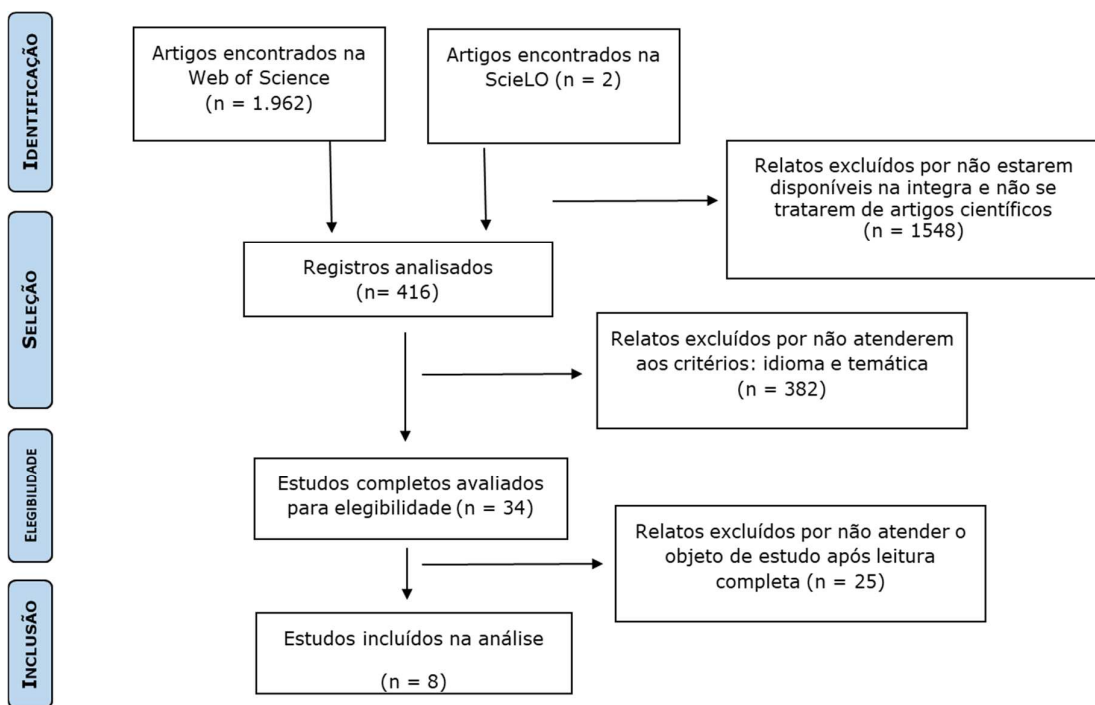 IDENTIFICAÇÃO
Artigos encontrados na
Web of Science
(n = 1.962)
Artigos encontrados na
ScieLO (n = 2)
Relatos excluídos por não estarem
disponíveis na integra e não se
tratarem de artigos científicos
(n = 1548)
SELEÇÃO
Registros analisados
(n= 416)
Relatos excluídos por não atenderem
aos critérios: idioma e temática
(n = 382)
ELEGIBILIDADE
Estudos completos avaliados
para elegibilidade (n = 34)
Relatos excluídos por não atender o
objeto de estudo após leitura
completa (n = 25)
INCLUSÃO
Estudos incluídos na análise
(n = 8)